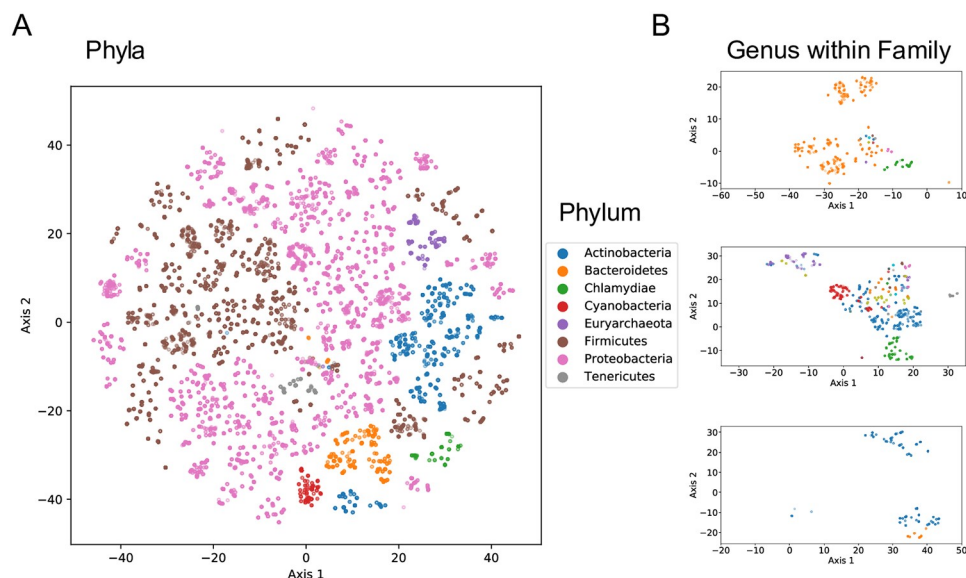 A
Phyla
40
20
0
−20
−40
Axis 2
−40
−20
0
20
40
Axis 1
Phylum
Actinobacteria
Bacteroidetes
Chlamydiae
Cyanobacteria
Euryarchaeota
Firmicutes
Proteobacteria
Tenericutes
B
Genus within Family
20
10
0
−10
Axis 2
−60
−50
−40
−30
−20
−10
0
10
Axis 1
30
20
10
0
−10
Axis 2
−30
−20
−10
0
10
20
30
Axis 1
30
20
10
0
−10
−20
Axis 2
−20
−10
0
10
20
30
40
50
Axis 1